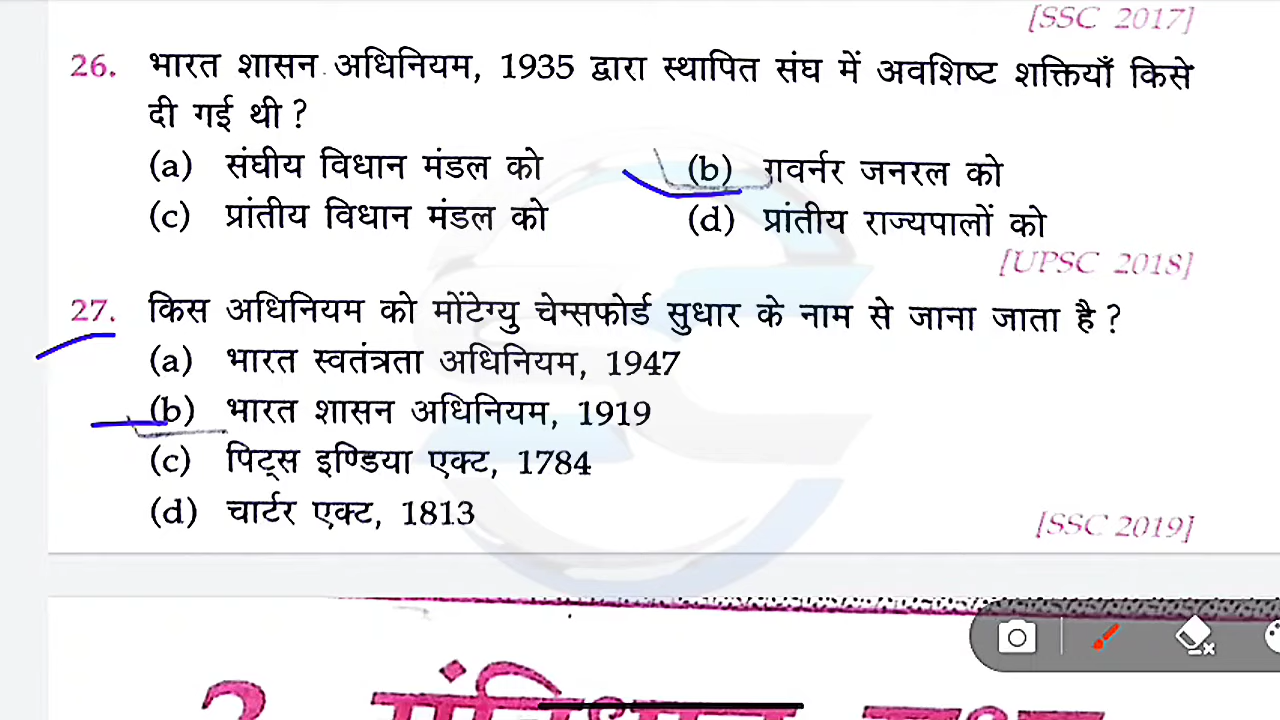 [SSC 2017]
26. भारत शासन अधिनियम, 1935 द्वारा स्थापित संघ में अवशिष्ट शक्तियाँ किसे
दी गई थी ?
(a) संघीय विधान मंडल को (b) गवर्नर जनरल को
(c) प्रांतीय विधान मंडल को (d) प्रांतीय राज्यपालों को
[UPSC 2018]
27. किस अधिनियम को मोंटेग्यु चेम्सफोर्ड सुधार के नाम से जाना जाता है ?
(a) भारत स्वतंत्रता अधिनियम, 1947
(b) भारत शासन अधिनियम, 1919
(c) पिट्स इण्डिया एक्ट, 1784
(d) चार्टर एक्ट, 1813
[SSC 2019]